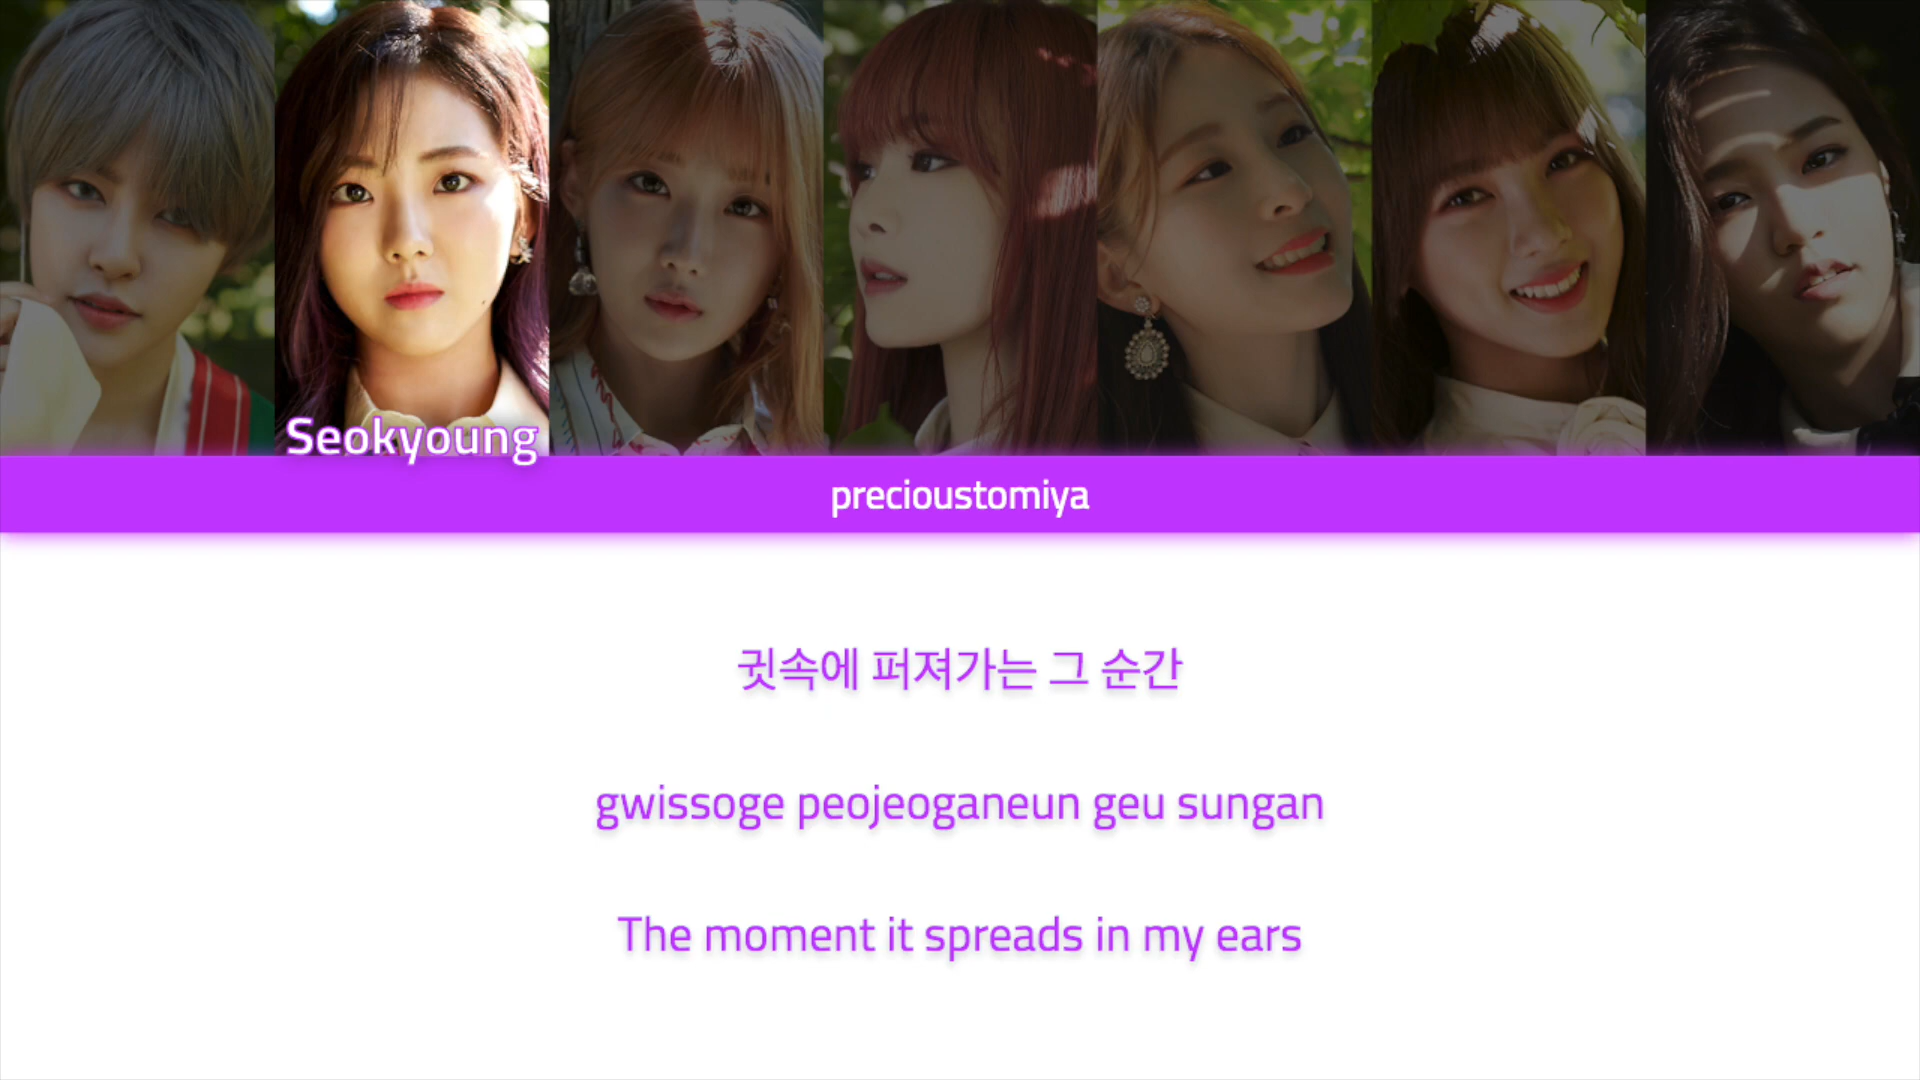 Seokyoung
precioustomiya
귓속에 퍼져가는 그 순간
gwissoge peojeoganeun geu sungan
The moment it spreads in my ears